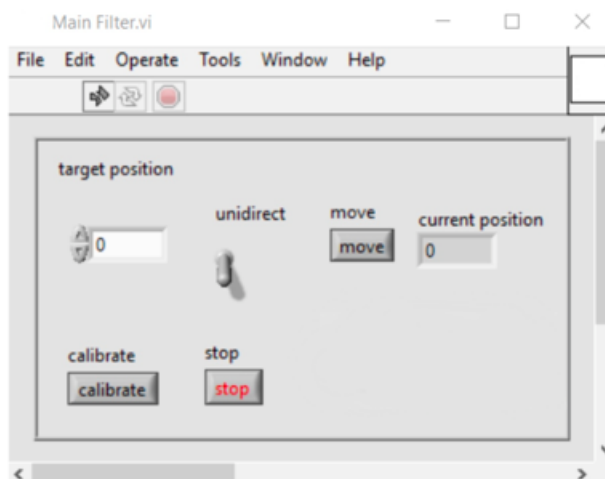 Main Filter.vi
File Edit Operate Tools Window Help
target position
0
unidirect
move
move
current position
0
calibrate
calibrate
stop
stop